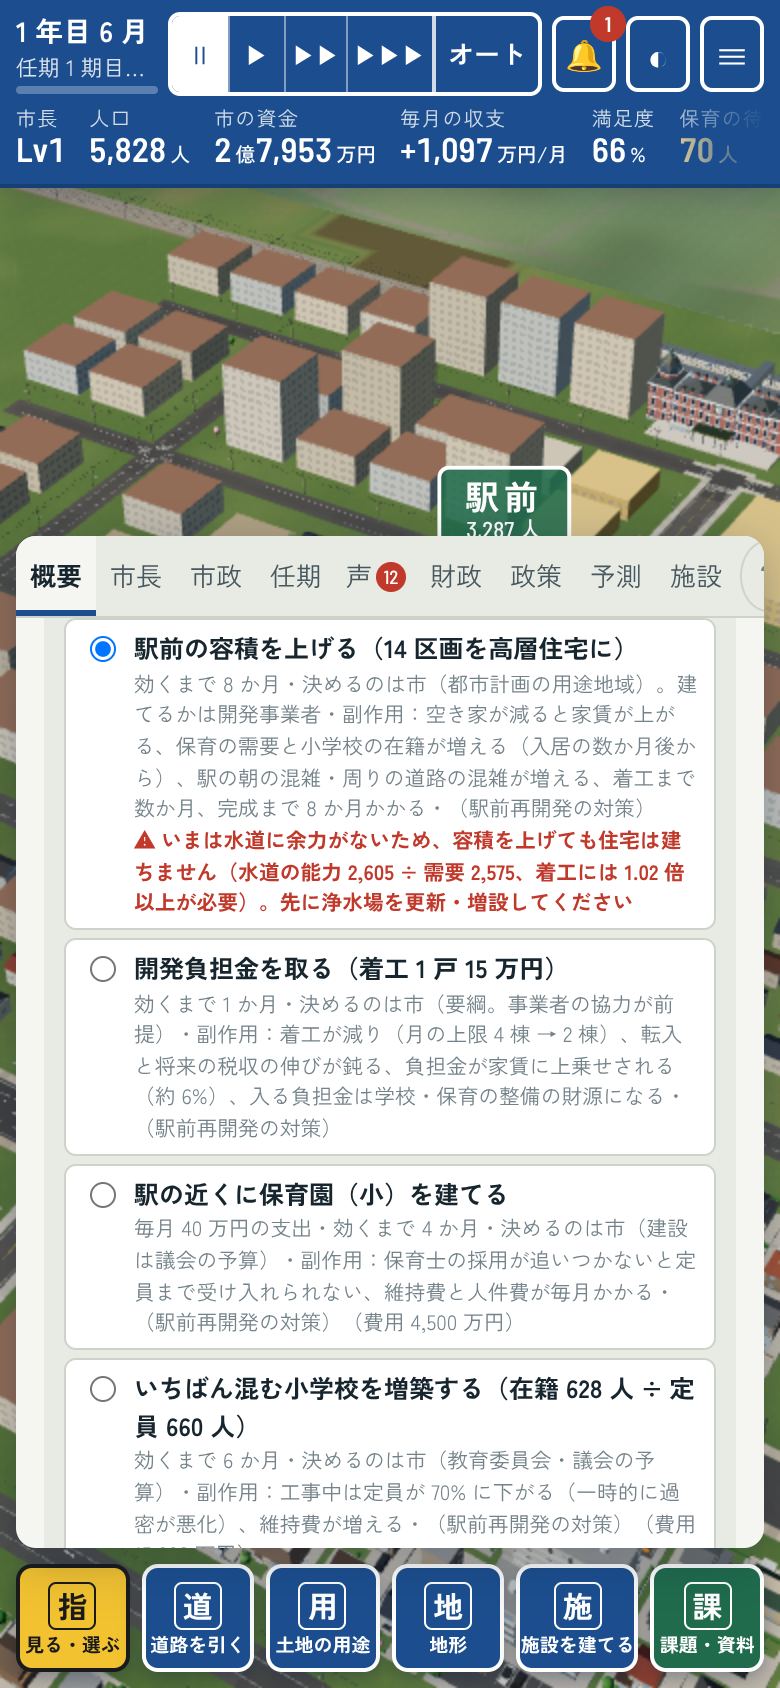 1 年目 6 月
任期 1 期目…
オート
1
市長 人口 市の資金 毎月の収支 満足度 保育の待
Lv1 5,828 人 2 億 7,953 万円 +1,097 万円/月 66 % 70 人
駅前
3,287 人
概要 市長 市政 任期 声 12 財政 政策 予測 施設
駅前の容積を上げる（14 区画を高層住宅に）
効くまで 8 か月・決めるのは市（都市計画の用途地域）。建
てるかは開発事業者・副作用：空き家が減ると家賃が上が
る、保育の需要と小学校の在籍が増える（入居の数か月後か
ら）、駅の朝の混雑・周りの道路の混雑が増える、着工まで
数か月、完成まで 8 か月かかる・（駅前再開発の対策）
⚠ いまは水道に余力がないため、容積を上げても住宅は建
ちません（水道の能力 2,605 ÷ 需要 2,575、着工には 1.02 倍
以上が必要）。先に浄水場を更新・増設してください
開発負担金を取る（着工 1 戸 15 万円）
効くまで 1 か月・決めるのは市（要綱。事業者の協力が前
提）・副作用：着工が減り（月の上限 4 棟 → 2 棟）、転入
と将来の税収の伸びが鈍る、負担金が家賃に上乗せされる
（約 6%）、入る負担金は学校・保育の整備の財源になる・
（駅前再開発の対策）
駅の近くに保育園（小）を建てる
毎月 40 万円の支出・効くまで 4 か月・決めるのは市（建設
は議会の予算）・副作用：保育士の採用が追いつかないと定
員まで受け入れられない、維持費と人件費が毎月かかる・
（駅前再開発の対策）（費用 4,500 万円）
いちばん混む小学校を増築する（在籍 628 人 ÷ 定
員 660 人）
効くまで 6 か月・決めるのは市（教育委員会・議会の予
算）・副作用：工事中は定員が 70% に下がる（一時的に過
密が悪化）、維持費が増える・（駅前再開発の対策）（費用
指 道 用 地 施 課
見る・選ぶ 道路を引く 土地の用途 地形 施設を建てる 課題・資料